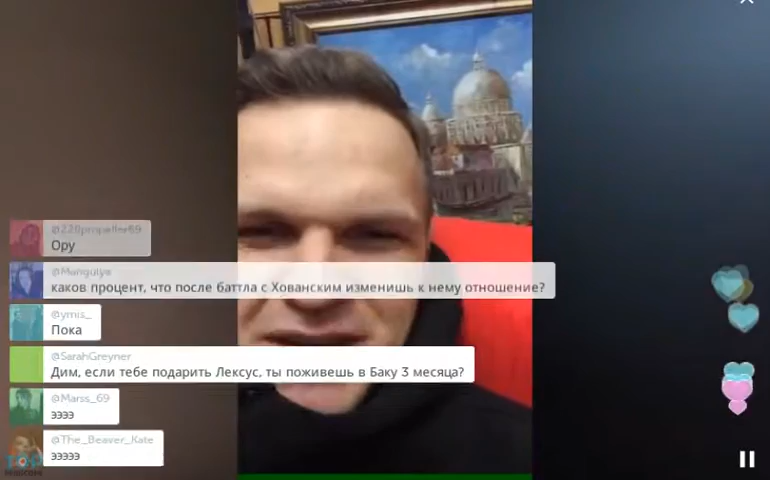 @220propeller69
Ору
@Mangulya
каков процент, что после баттла с Хованским изменишь к нему отношение?
@ymis_
Пока
@SarahGreyner
Дим, если тебе подарить Лексус, ты поживешь в Баку 3 месяца?
@Marss_69
ээээ
@The_Beaver_Kate
эээээ